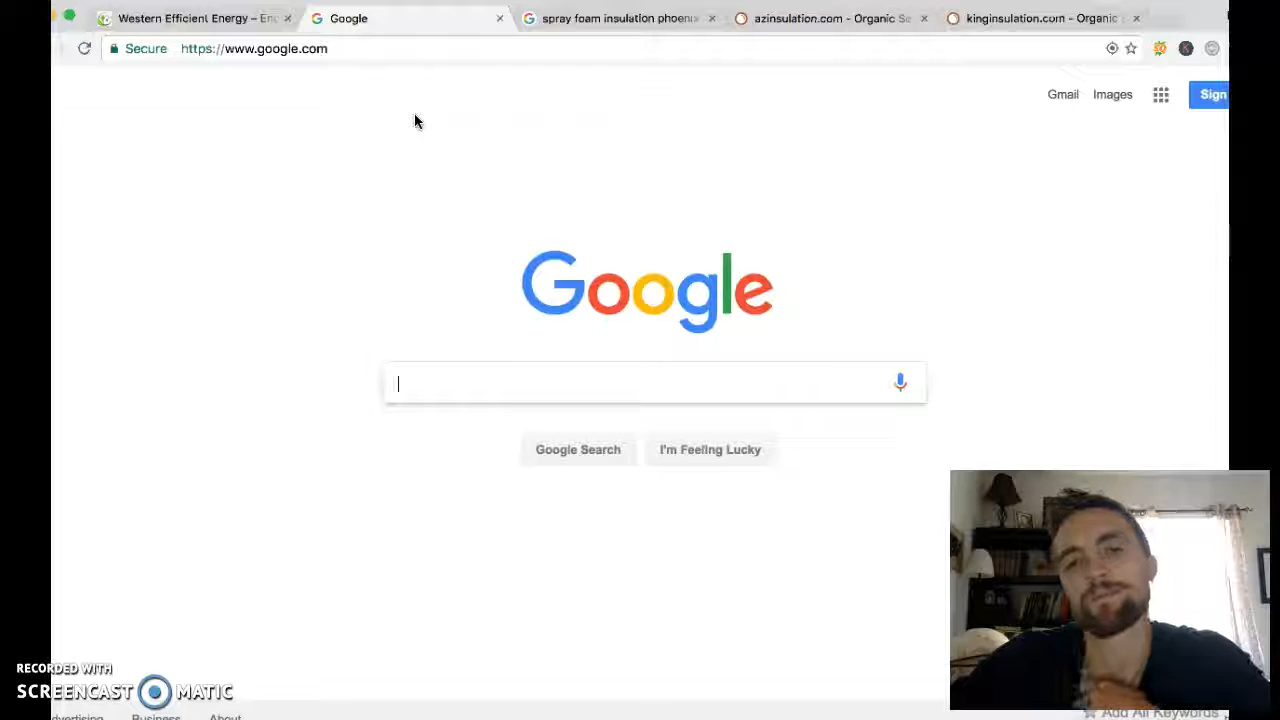 Western Efficient Energy – En
Google
spray foam insulation phoeni
azinsulation.com - Organic Se
kinginsulation.com - Organic
Secure
https://www.google.com
Gmail
Images
Sign
Google
Google Search
I'm Feeling Lucky
RECORDED WITH
SCREENCAST MATIC
dvertising
Business
About
Add All Keywords